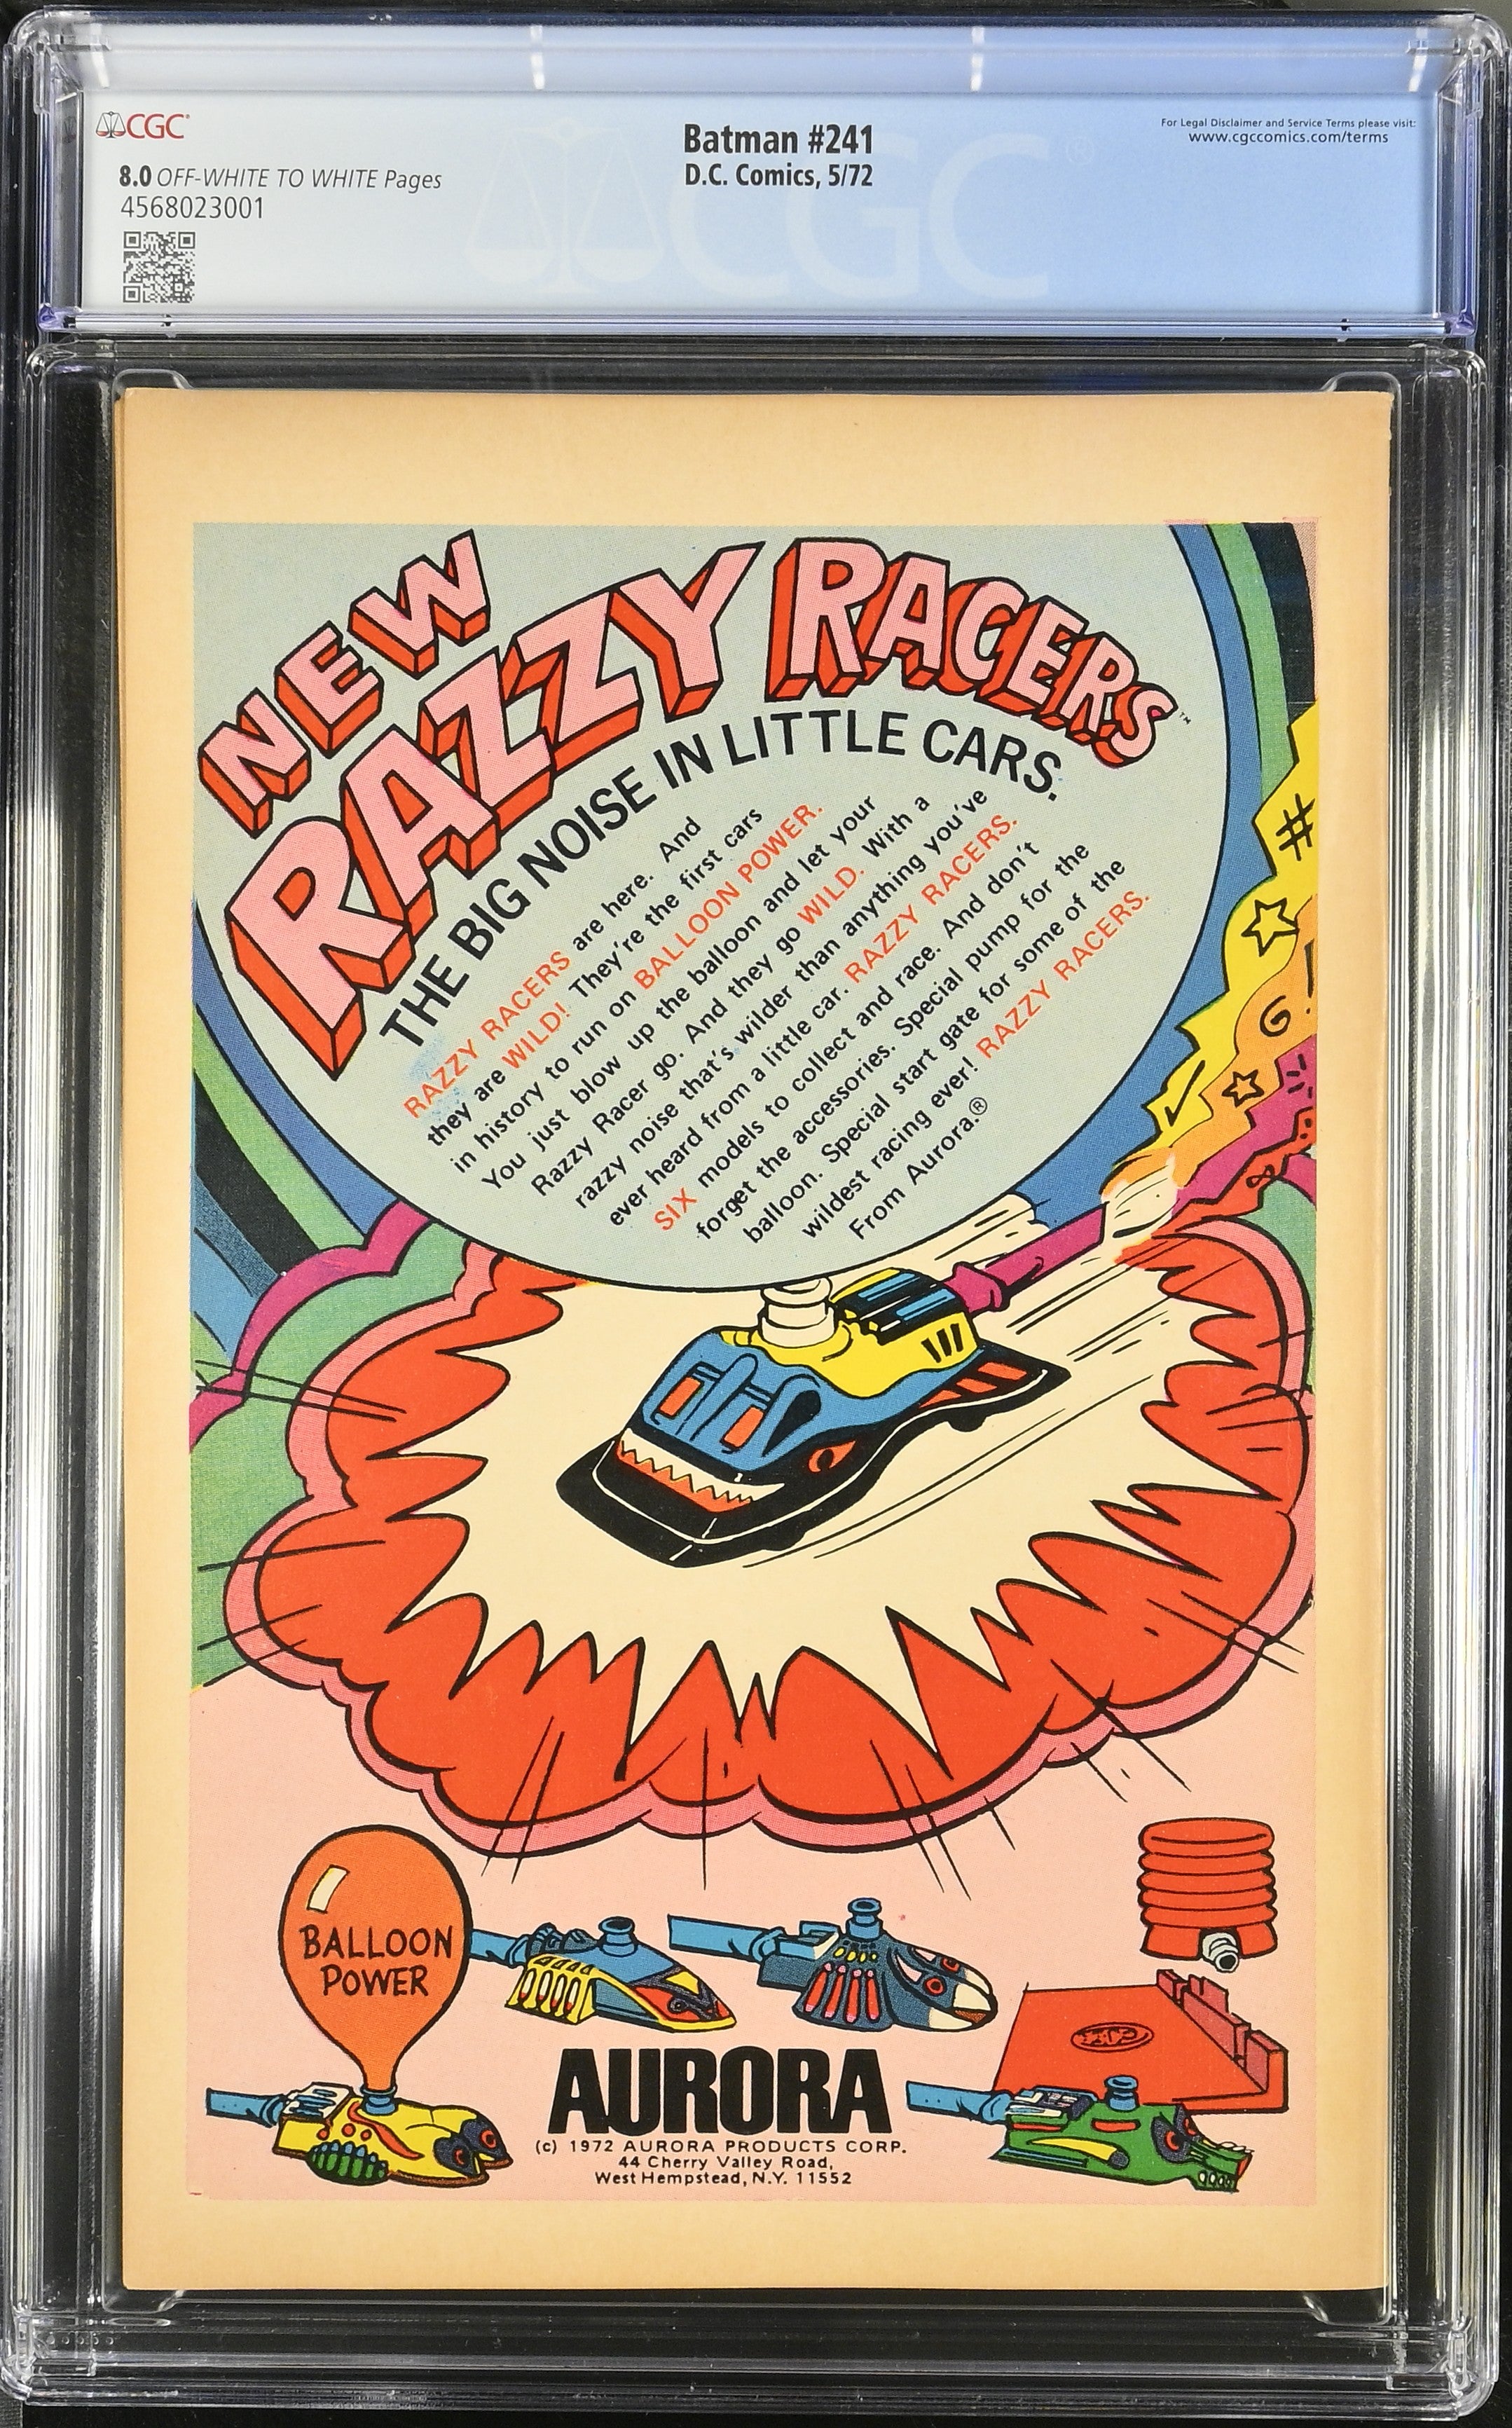 CGC®
8.0 OFF-WHITE TO WHITE Pages
4568023001
Batman #241
D.C. Comics, 5/72
For Legal Disclaimer and Service Terms please visit:
www.cgccomics.com/terms
CGC®
NEW
RAZZY RACERS™
THE BIG NOISE IN LITTLE CARS.
RAZZY RACERS are here. And
they are WILD! They're the first cars
in history to run on BALLOON POWER.
You just blow up the balloon and let your
Razzy Racer go. And they go WILD. With a
razzy noise that's wilder than anything you've
ever heard from a little car. RAZZY RACERS.
SIX models to collect and race. And don't
forget the accessories. Special pump for the
balloon. Special start gate for some of the
wildest racing ever! RAZZY RACERS.
From Aurora.®
#
G!
BALLOON
POWER
AURORA
(c) 1972 AURORA PRODUCTS CORP.
44 Cherry Valley Road,
West Hempstead, N.Y. 11552